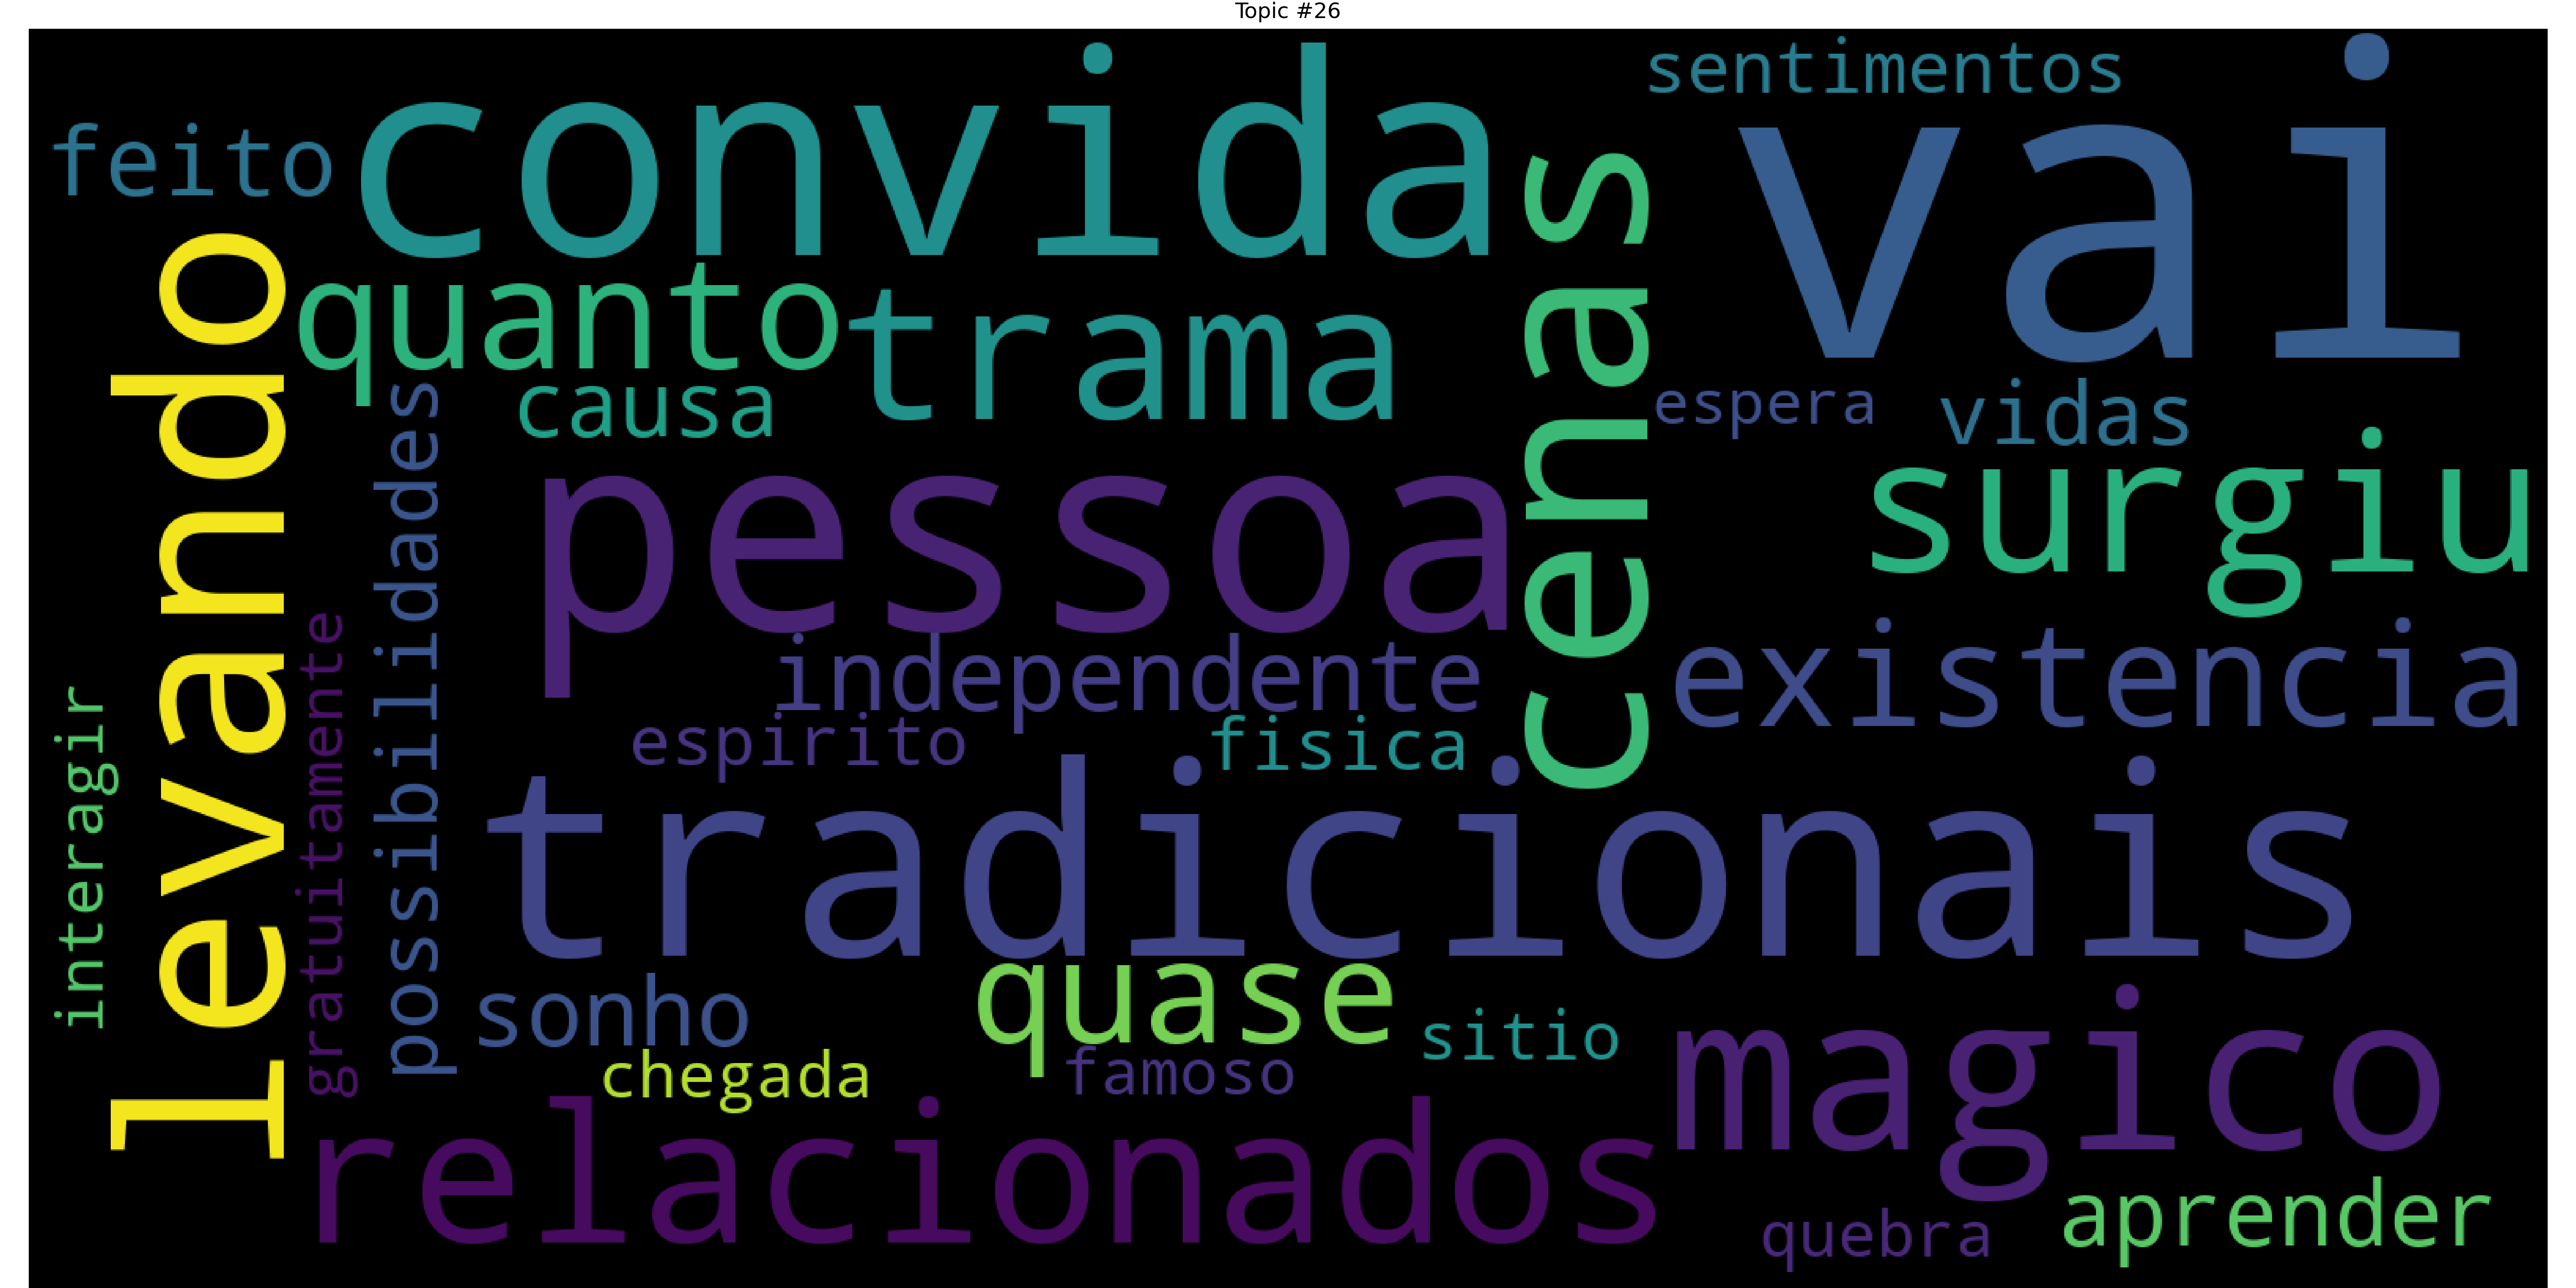 Topic #26
sentimentos
convida
vai
feito
cenas
levando
quanto
trama
causa
espera
vidas
possibilidades
pessoa
surgiu
gratuitamente
independente
existencia
interagir
espirito
fisica
tradicionais
sonho
quase
sitio
magico
chegada
famoso
relacionados
aprender
quebra